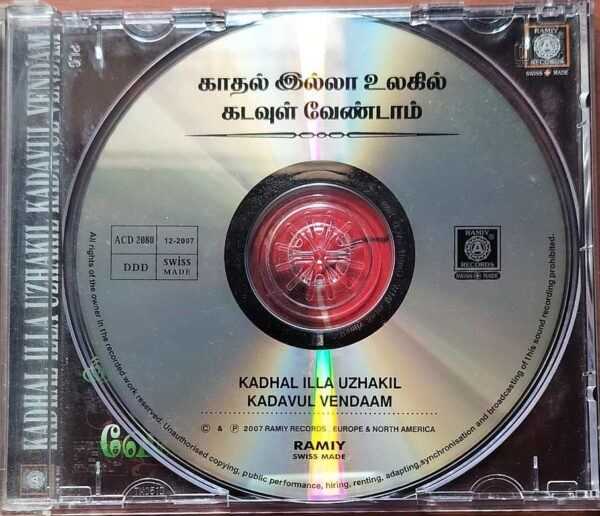 KADHAL ILLA UZHAKIL KADAVUL VENDAAM
RAMIY
RECORDS
SWISS MADE
காதல் இல்லா உலகில்
கடவுள் வேண்டாம்
ACD 2080
12-2007
DDD
swiss
MADE
RAMIY
RECORDS
SWISS MADE
KADHAL ILLA UZHAKIL
KADAVUL VENDAAM
© & ℗ 2007 RAMIY RECORDS . EUROPE & NORTH AMERICA
RAMIY
SWISS MADE
All rights of the owner in the recorded work reserved. Unauthorised copying, public performance, hiring, renting, adapting,synchronisation and broadcasting of this sound recording prohibited.